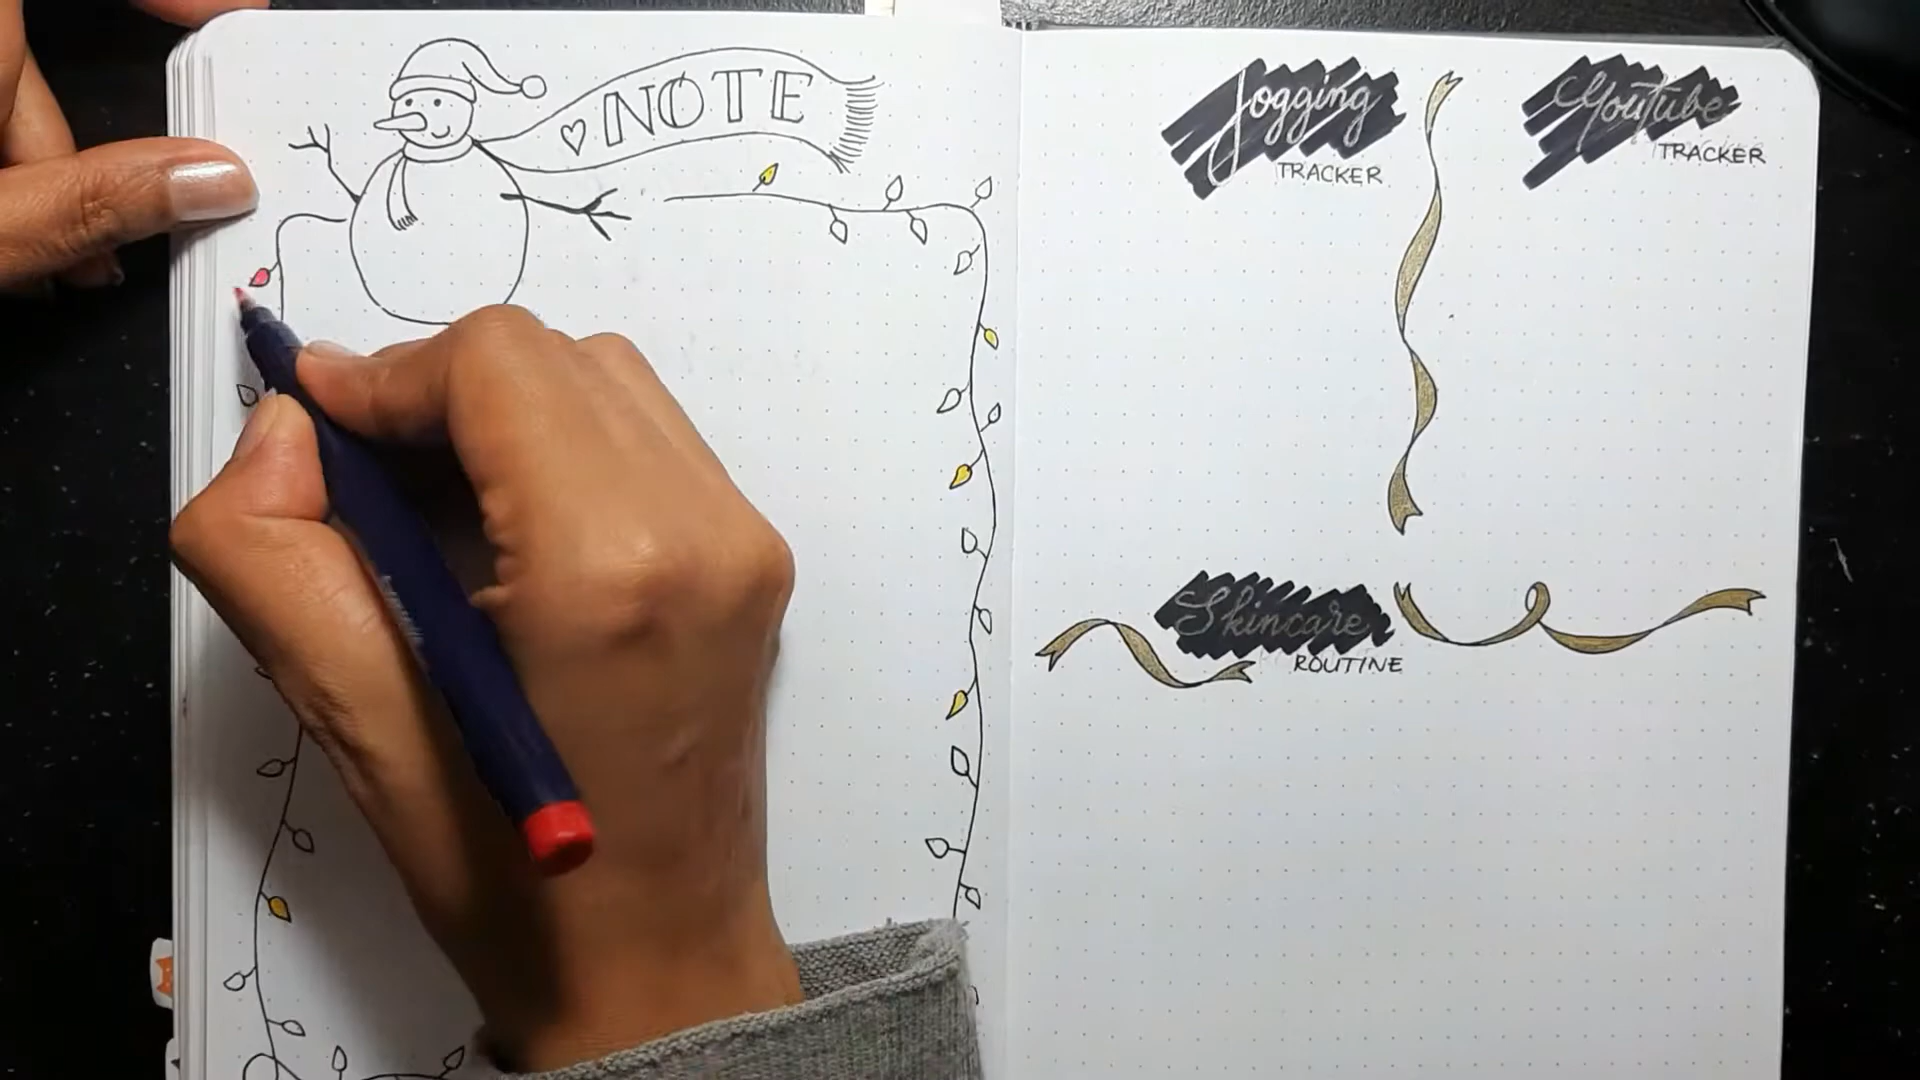 NOTE
Jogging
TRACKER
Youtube
TRACKER
Skincare
ROUTINE